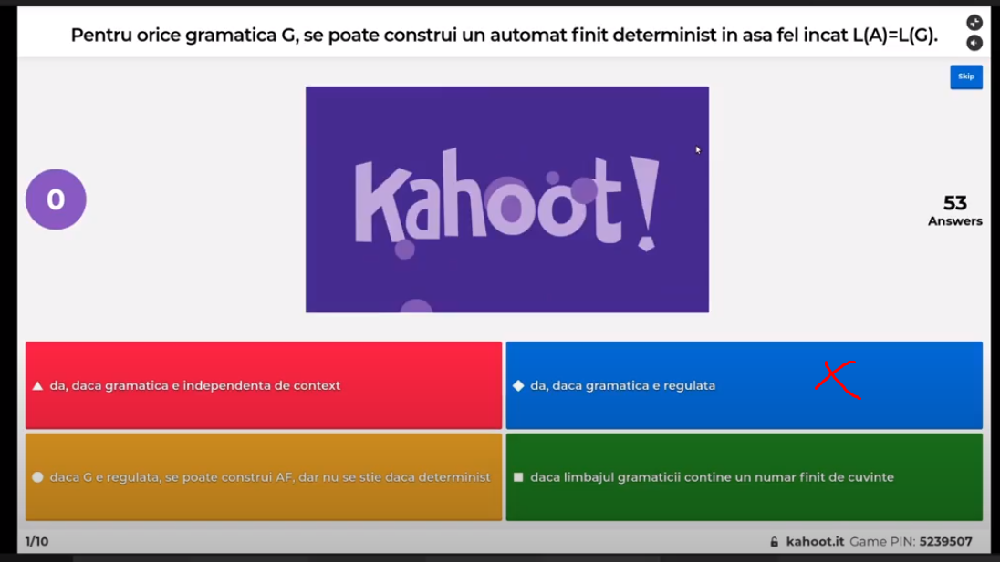 Pentru orice gramatica G, se poate construi un automat finit determinist in asa fel incat L(A)=L(G).
Skip
Kahoot!
0
53
Answers
da, daca gramatica e independenta de context
da, daca gramatica e regulata
daca G e regulata, se poate construi AF, dar nu se stie daca determinist
daca limbajul gramaticii contine un numar finit de cuvinte
1/10
kahoot.it Game PIN: 5239507